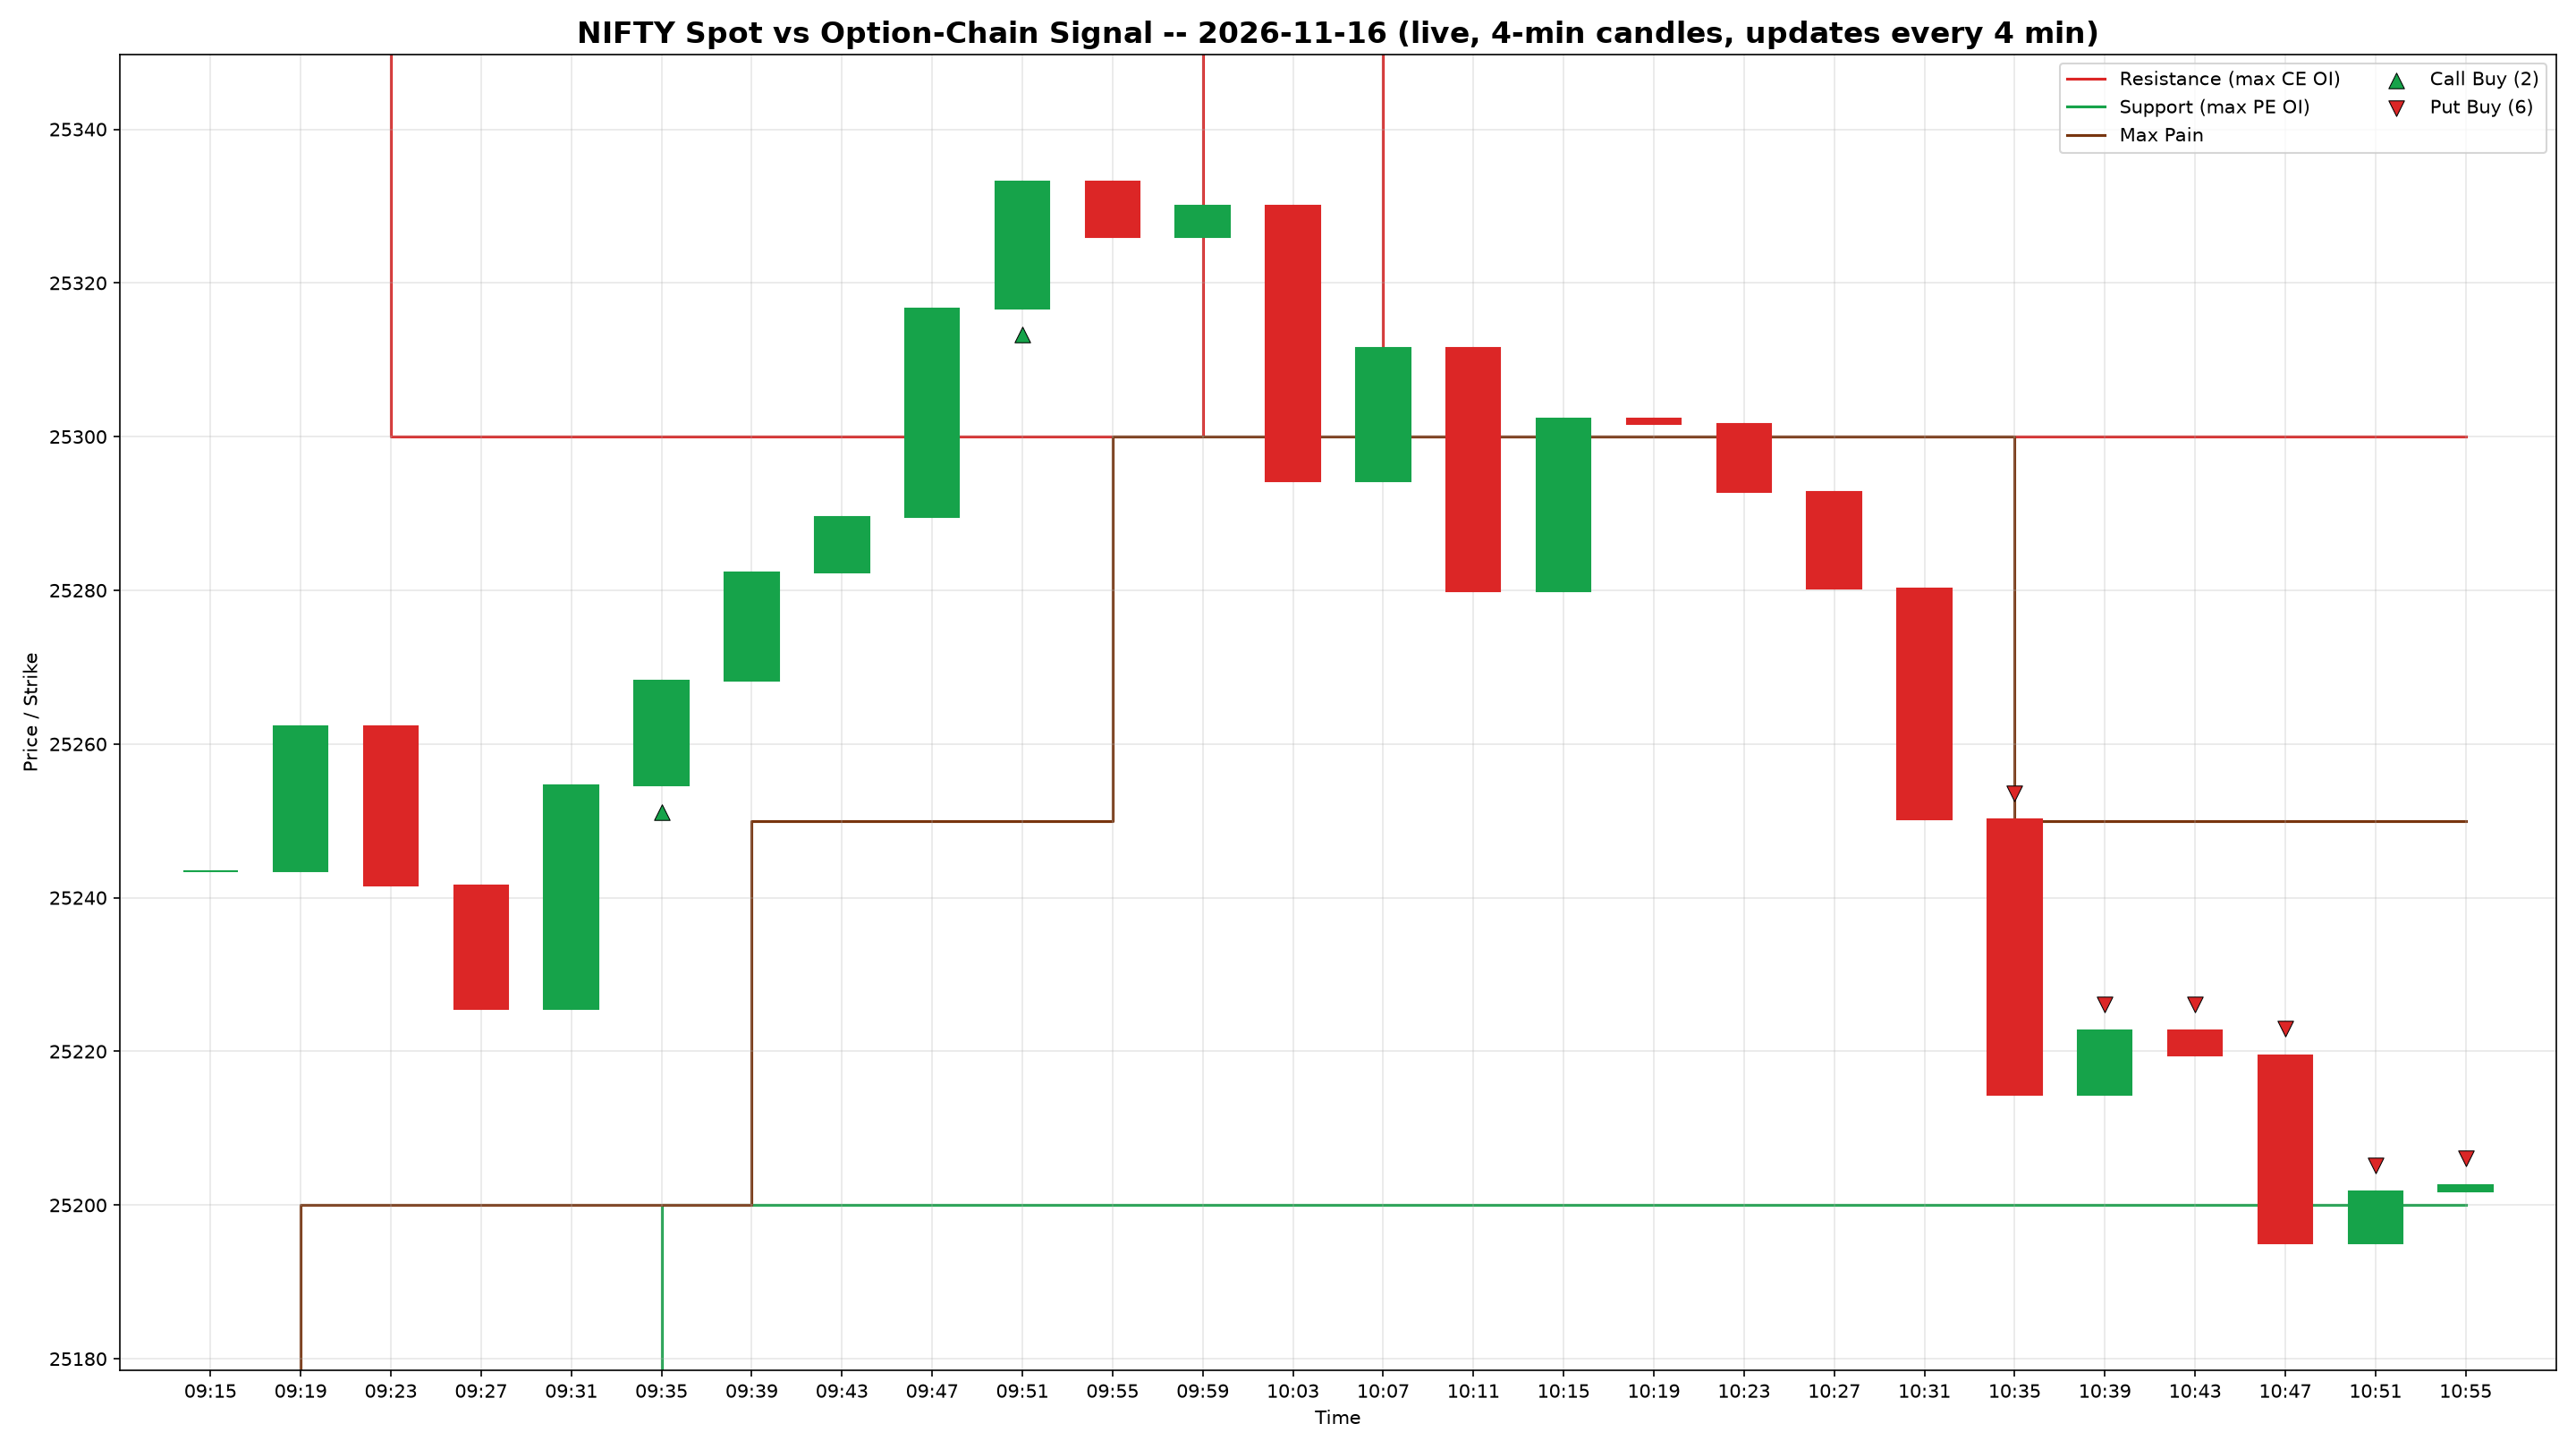 NIFTY Spot vs Option-Chain Signal -- 2026-11-16 (live, 4-min candles, updates every 4 min)
Resistance (max CE OI)
Support (max PE OI)
Max Pain
Call Buy (2)
Put Buy (6)
Price / Strike
25340
25320
25300
25280
25260
25240
25220
25200
25180
09:15 09:19 09:23 09:27 09:31 09:35 09:39 09:43 09:47 09:51 09:55 09:59 10:03 10:07 10:11 10:15 10:19 10:23 10:27 10:31 10:35 10:39 10:43 10:47 10:51 10:55
Time